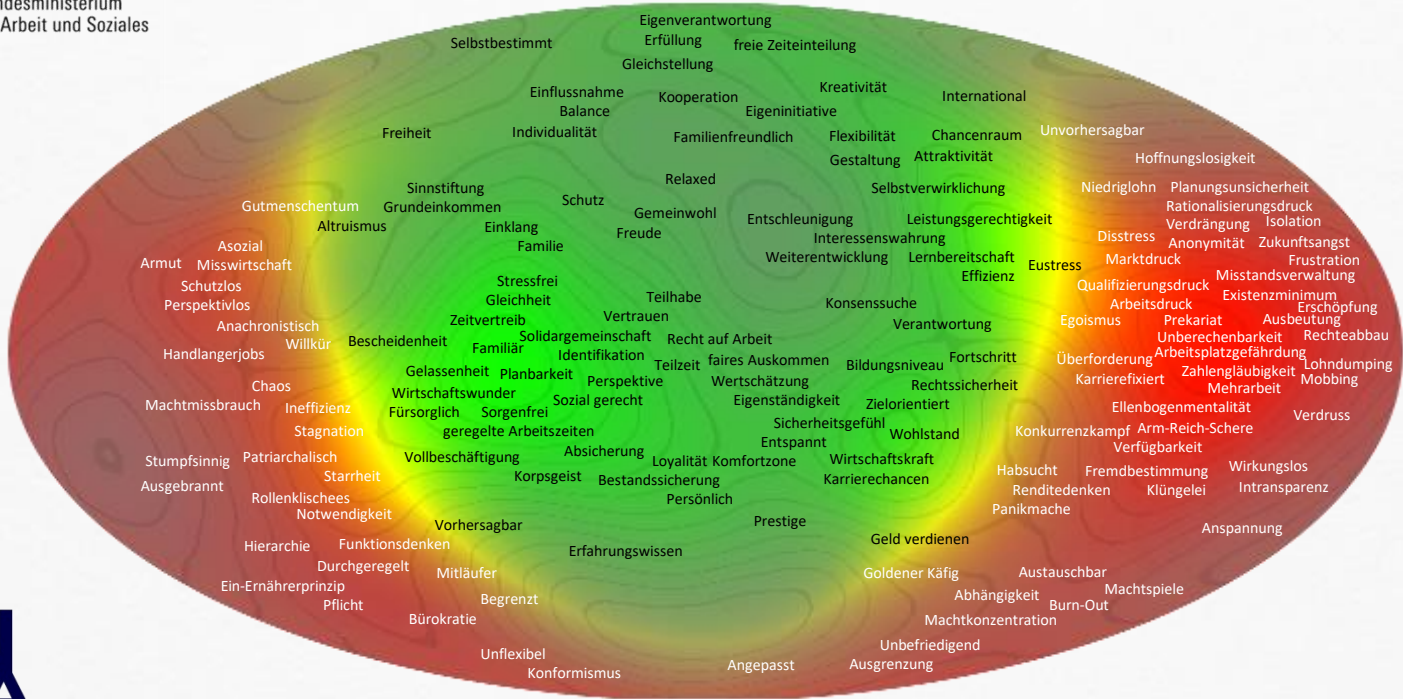 ndesministerium
Arbeit und Soziales
Eigenverantwortung
Selbstbestimmt
Erfüllung
freie Zeiteinteilung
Gleichstellung
Einflussnahme
Kooperation
Kreativität
International
Balance
Eigeninitiative
Freiheit
Individualität
Familienfreundlich
Flexibilität
Chancenraum
Unvorhersagbar
Gestaltung
Attraktivität
Hoffnungslosigkeit
Relaxed
Sinnstiftung
Selbstverwirklichung
Niedriglohn
Planungsunsicherheit
Gutmenschentum
Grundeinkommen
Schutz
Gemeinwohl
Rationalisierungsdruck
Altruismus
Einklang
Freude
Entschleunigung
Leistungsgerechtigkeit
Verdrängung
Isolation
Asozial
Familie
Interessenswahrung
Disstress
Anonymität
Zukunftsangst
Armut
Misswirtschaft
Weiterentwicklung
Lernbereitschaft
Eustress
Marktdruck
Frustration
Schutzlos
Stressfrei
Effizienz
Qualifizierungsdruck
Misstandsverwaltung
Perspektivlos
Gleichheit
Teilhabe
Konsenssuche
Arbeitsdruck
Existenzminimum
Erschöpfung
Anachronistisch
Zeitvertreib
Vertrauen
Verantwortung
Egoismus
Prekariat
Ausbeutung
Willkür
Bescheidenheit
Solidargemeinschaft
Recht auf Arbeit
Unberechenbarkeit
Rechteabbau
Handlangerjobs
Familiär
Identifikation
Teilzeit
faires Auskommen
Bildungsniveau
Fortschritt
Überforderung
Arbeitsplatzgefährdung
Lohndumping
Gelassenheit
Planbarkeit
Perspektive
Wertschätzung
Karrierefixiert
Zahlengläubigkeit
Mobbing
Chaos
Wirtschaftswunder
Sozial gerecht
Eigenständigkeit
Rechtssicherheit
Mehrarbeit
Machtmissbrauch
Ineffizienz
Fürsorglich
Sorgenfrei
Zielorientiert
Ellenbogenmentalität
Verdruss
Stagnation
geregelte Arbeitszeiten
Sicherheitsgefühl
Wohlstand
Konkurrenzkampf
Arm-Reich-Schere
Entspannt
Verfügbarkeit
Stumpfsinnig
Patriarchalisch
Vollbeschäftigung
Absicherung
Loyalität
Komfortzone
Wirtschaftskraft
Habsucht
Fremdbestimmung
Wirkungslos
Ausgebrannt
Starrheit
Korpsgeist
Bestandssicherung
Karrierechancen
Renditedenken
Klüngelei
Intransparenz
Rollenklischees
Persönlich
Panikmache
Notwendigkeit
Vorhersagbar
Prestige
Anspannung
Hierarchie
Funktionsdenken
Erfahrungswissen
Geld verdienen
Durchgeregelt
Mitläufer
Goldener Käfig
Austauschbar
Ein-Ernährerprinzip
Begrenzt
Abhängigkeit
Machtspiele
Pflicht
Burn-Out
Bürokratie
Machtkonzentration
Unflexibel
Unbefriedigend
Konformismus
Angepasst
Ausgrenzung